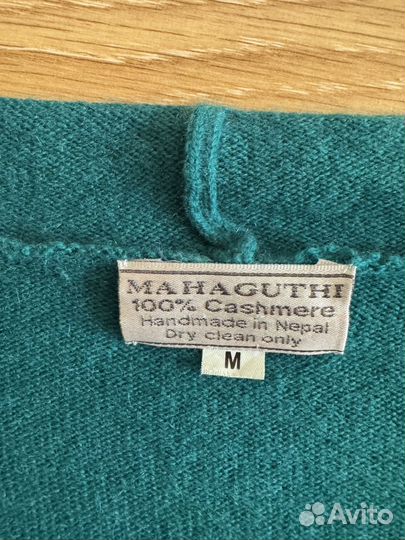 MAHAGUTHI
100% Cashmere
Handmade in Nepal
Dry clean only
M
Avito